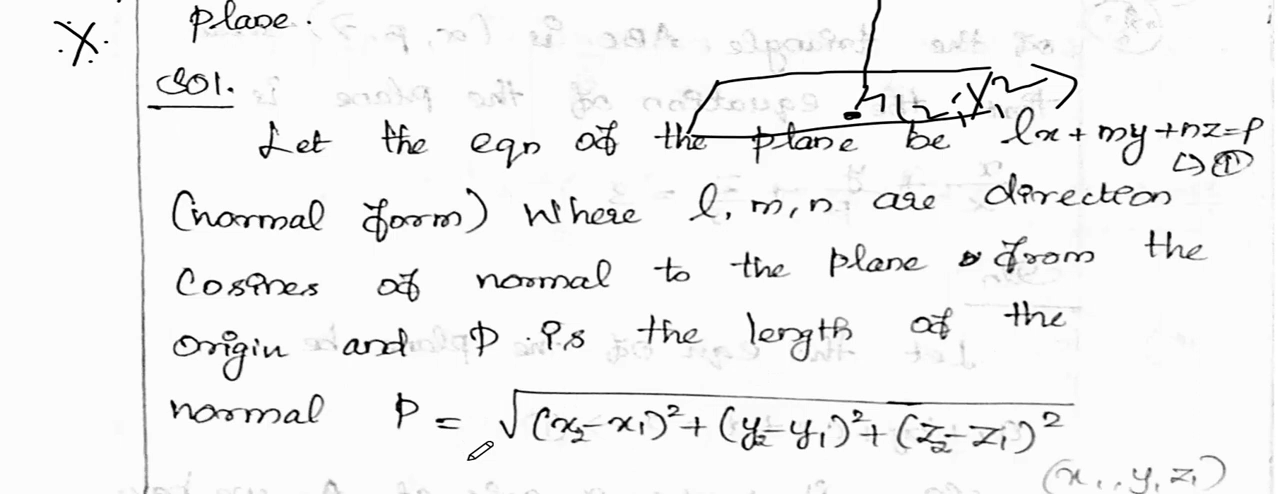 plane.
Sol.
Let the eqn of the plane be lx + my + nz = p
↳ ①
(normal form) Where l, m, n are direction
Cosines of normal to the plane from the
origin and p is the length of the
normal p = √(x₂-x₁)² + (y₂-y₁)² + (z₂-z₁)²
(x₁, y₁ z₁)